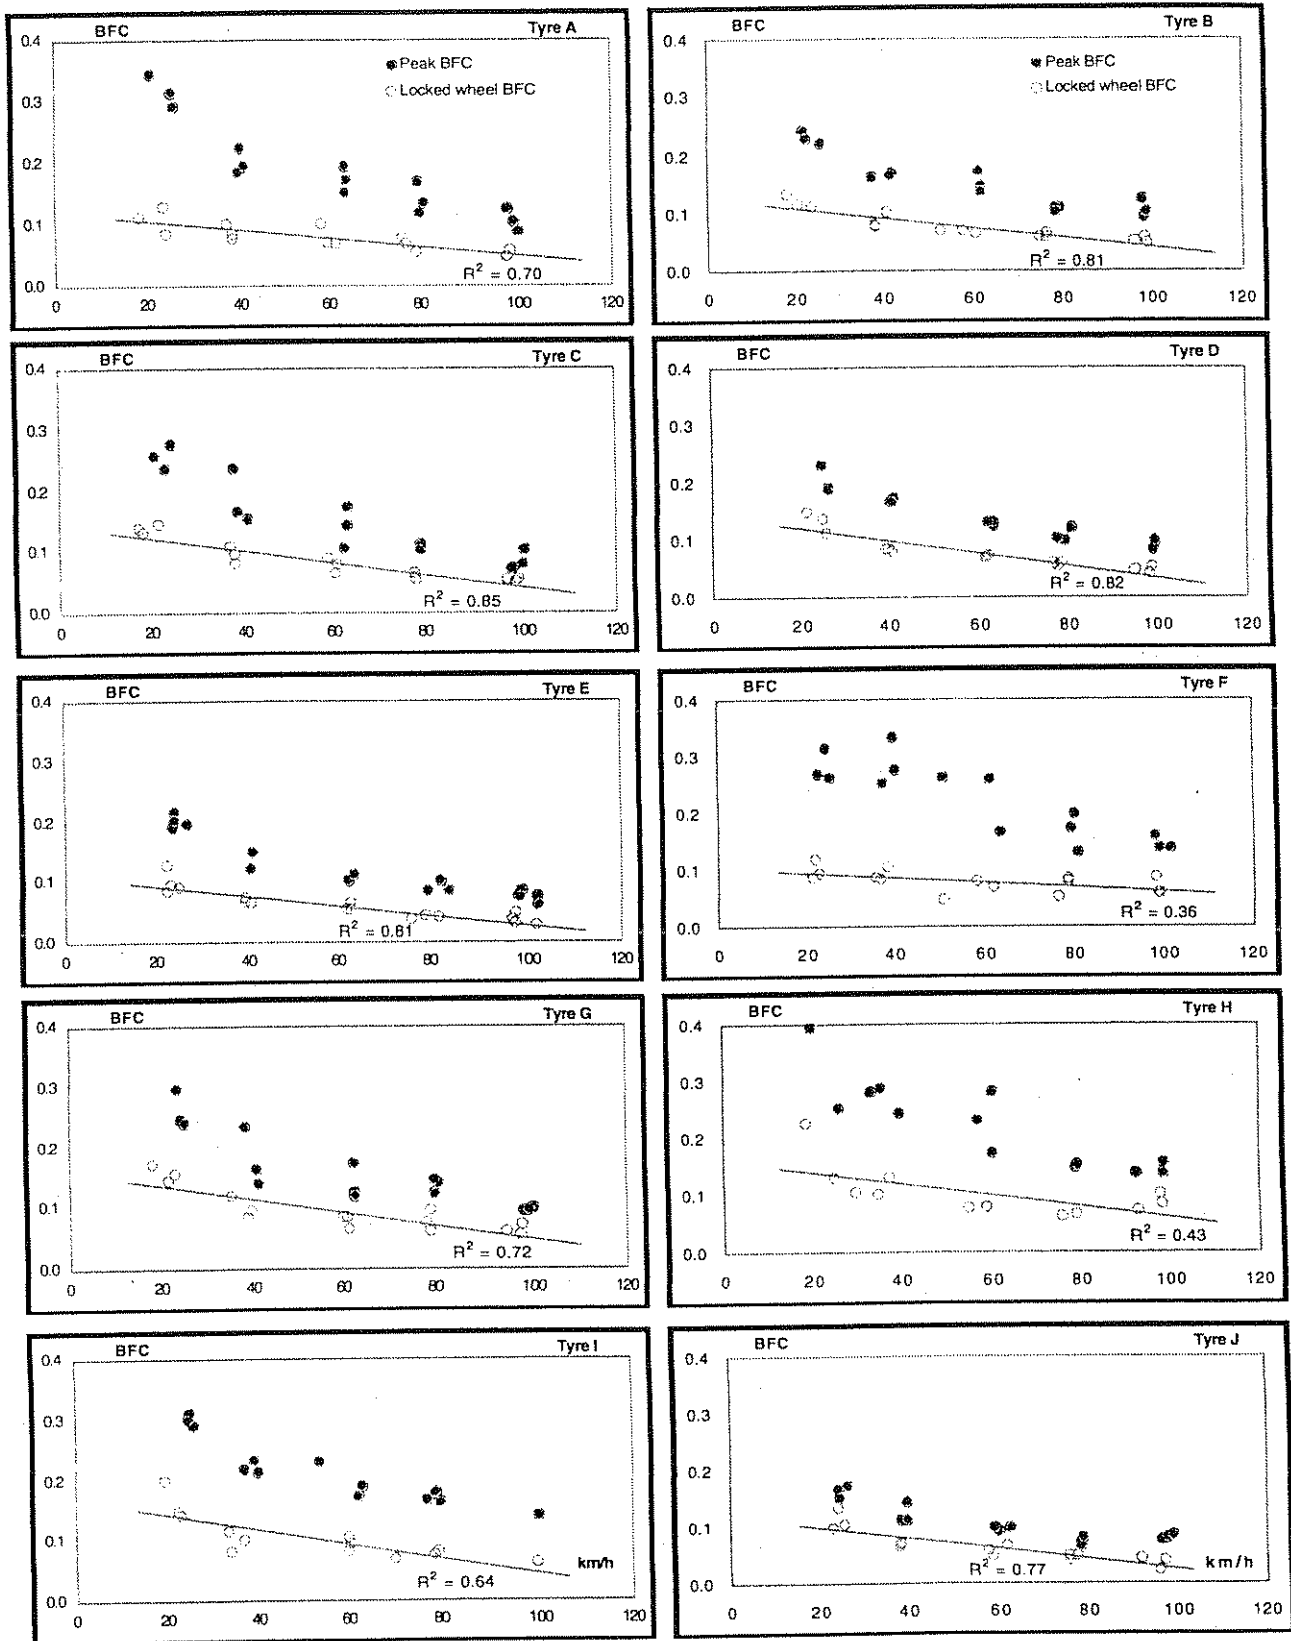 BFC Tyre A
0.4
● Peak BFC
○ Locked wheel BFC
0.3
0.2
0.1
R² = 0.70
0.0
0 20 40 60 80 100 120
BFC Tyre B
0.4
● Peak BFC
○ Locked wheel BFC
0.3
0.2
0.1
R² = 0.81
0.0
0 20 40 60 80 100 120
BFC Tyre C
0.4
0.3
0.2
0.1
R² = 0.85
0.0
0 20 40 60 80 100 120
BFC Tyre D
0.4
0.3
0.2
0.1
R² = 0.82
0.0
0 20 40 60 80 100 120
BFC Tyre E
0.4
0.3
0.2
0.1
R² = 0.81
0.0
0 20 40 60 80 100 120
BFC Tyre F
0.4
0.3
0.2
0.1
R² = 0.36
0.0
0 20 40 60 80 100 120
BFC Tyre G
0.4
0.3
0.2
0.1
R² = 0.72
0.0
0 20 40 60 80 100 120
BFC Tyre H
0.4
0.3
0.2
0.1
R² = 0.43
0.0
0 20 40 60 80 100 120
BFC Tyre I
0.4
0.3
0.2
0.1
km/h
R² = 0.64
0.0
0 20 40 60 80 100 120
BFC Tyre J
0.4
0.3
0.2
0.1
km/h
R² = 0.77
0.0
0 20 40 60 80 100 120